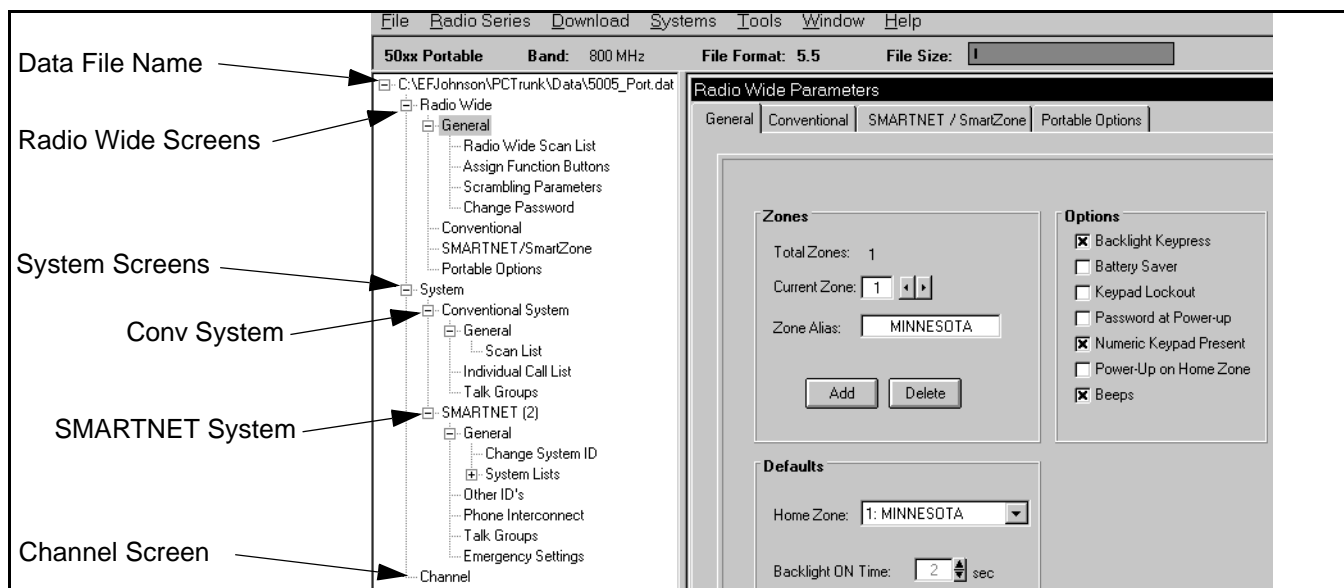 File Radio Series Download Systems Tools Window Help
50xx Portable Band: 800 MHz File Format: 5.5 File Size:
Data File Name
Radio Wide Screens
System Screens
Conv System
SMARTNET System
Channel Screen
C:\EFJohnson\PCTrunk\Data\5005_Port.dat
Radio Wide
General
Radio Wide Scan List
Assign Function Buttons
Scrambling Parameters
Change Password
Conventional
SMARTNET/SmartZone
Portable Options
System
Conventional System
General
Scan List
Individual Call List
Talk Groups
SMARTNET (2)
General
Change System ID
System Lists
Other ID's
Phone Interconnect
Talk Groups
Emergency Settings
Channel
Radio Wide Parameters
General Conventional SMARTNET / SmartZone Portable Options
Zones
Total Zones: 1
Current Zone: 1
Zone Alias: MINNESOTA
Add Delete
Options
Backlight Keypress
Battery Saver
Keypad Lockout
Password at Power-up
Numeric Keypad Present
Power-Up on Home Zone
Beeps
Defaults
Home Zone: 1: MINNESOTA
Backlight ON Time: 2 sec